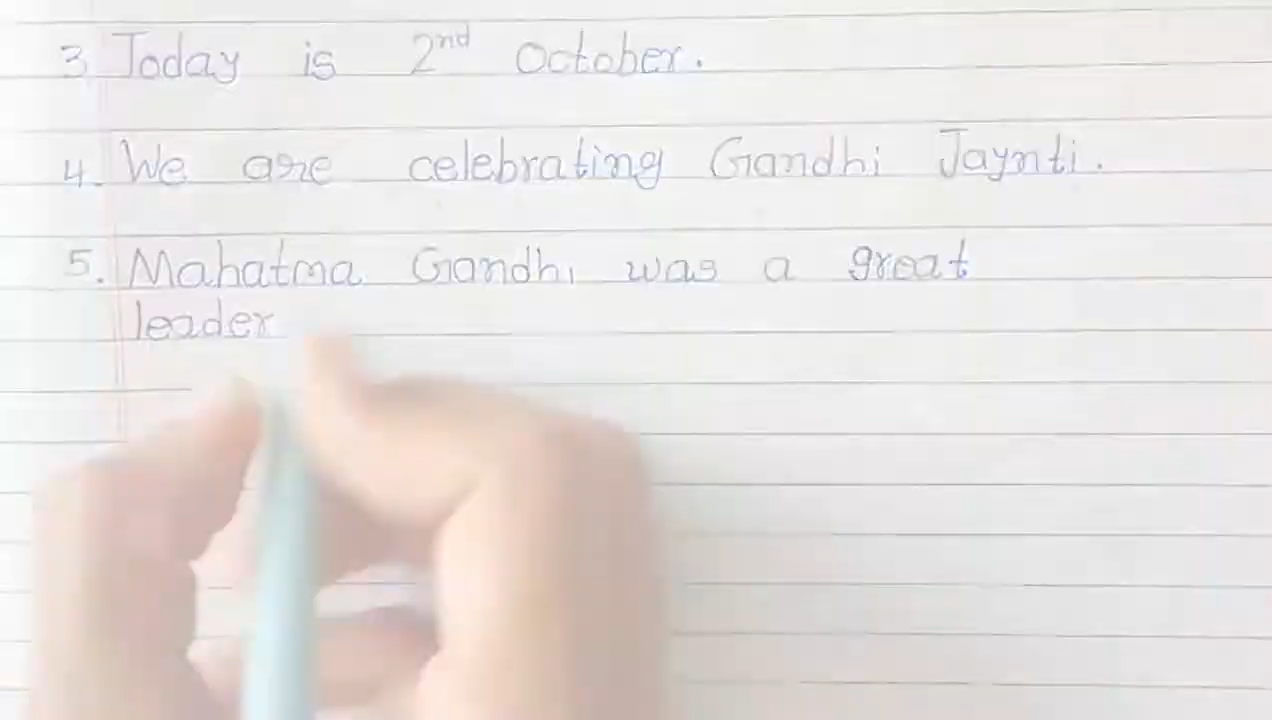 3 Today is 2nd October.
4. We are celebrating Gandhi Jaynti.
5. Mahatma Gandhi was a great
leader